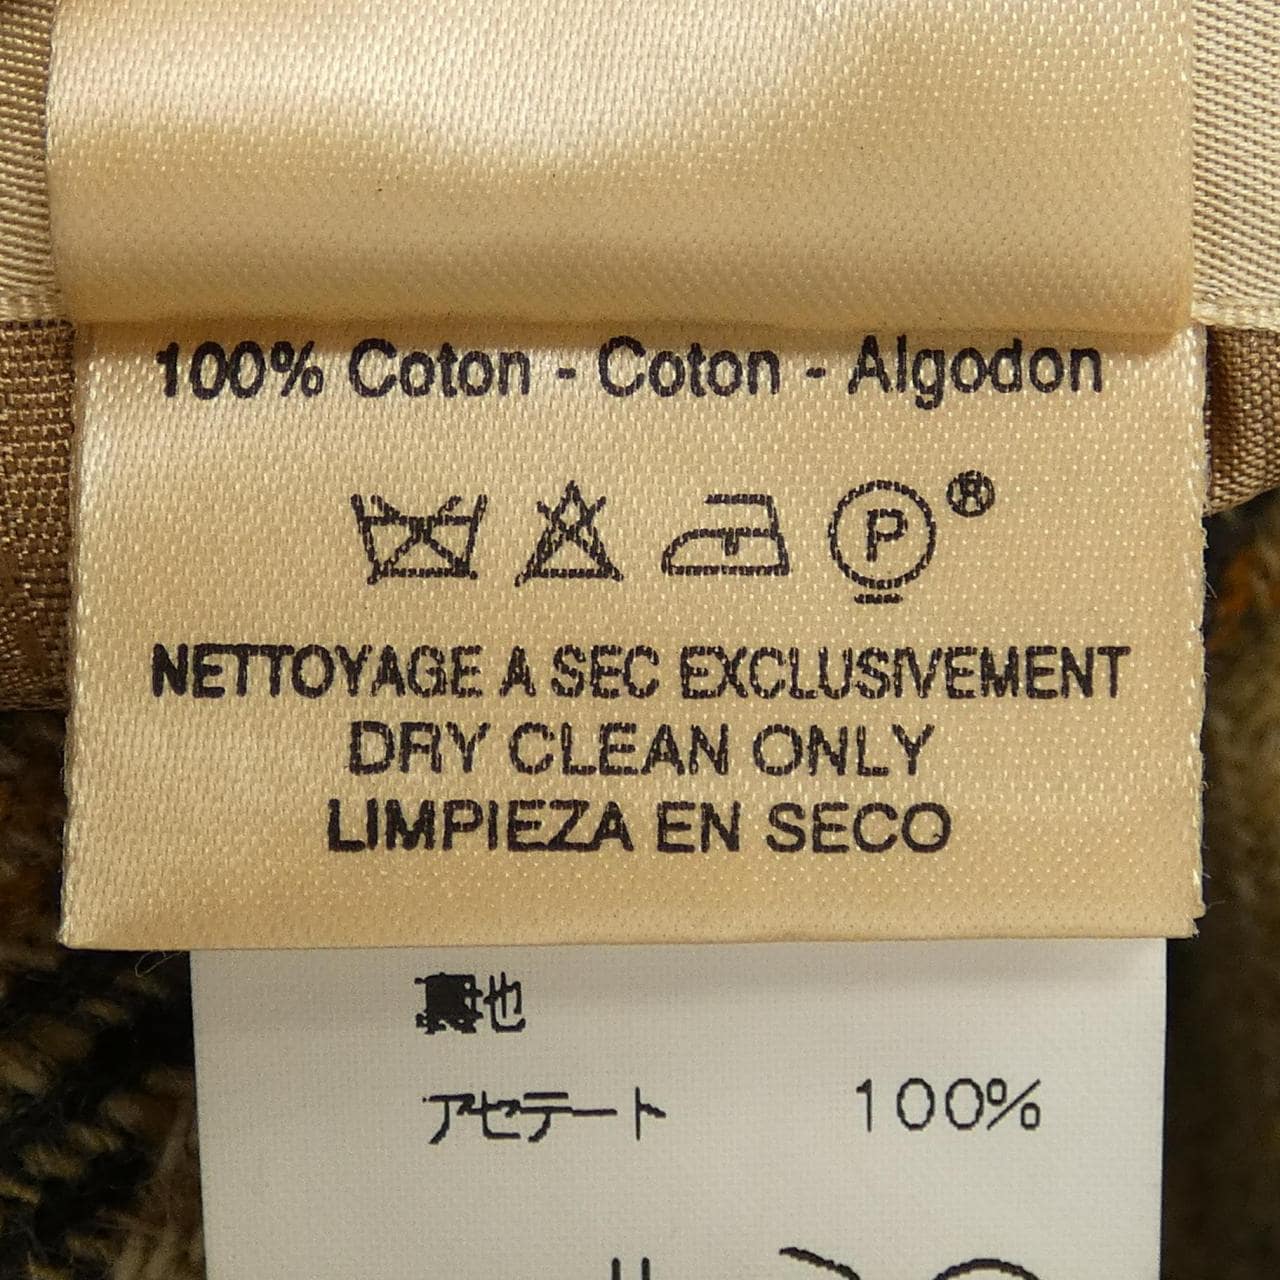 100% Coton - Coton - Algodon
P ®
NETTOYAGE A SEC EXCLUSIVEMENT
DRY CLEAN ONLY
LIMPIEZA EN SECO
裏地
アセテート 100%